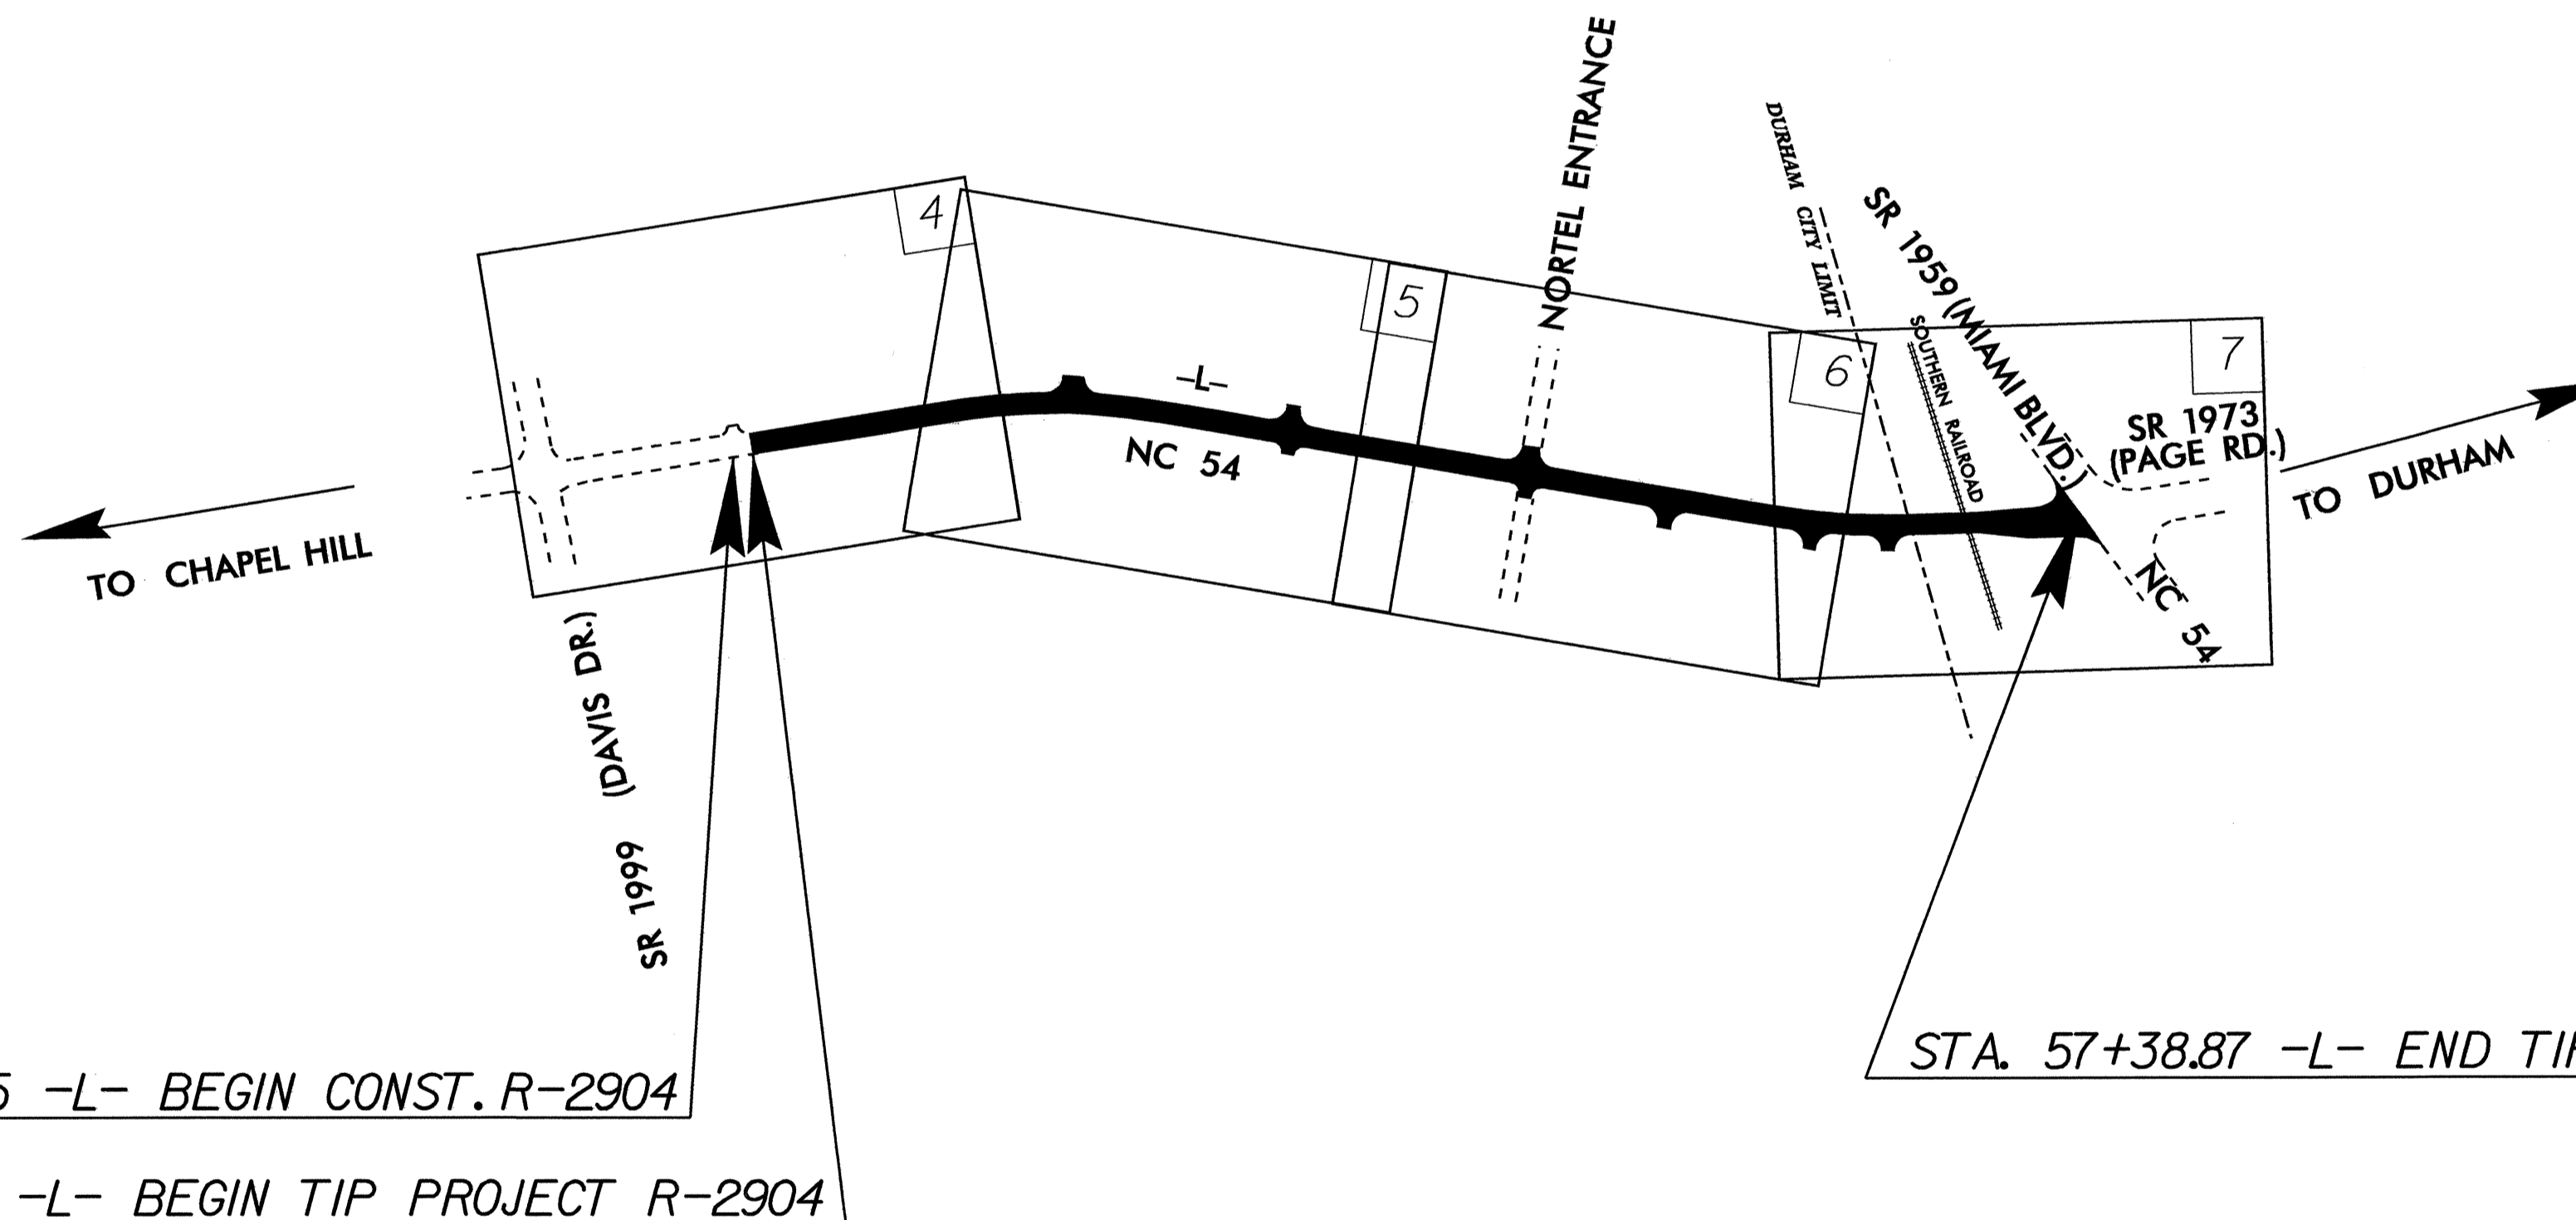 NORTEL ENTRANCE
DURHAM CITY LIMIT
SR 1959 (MIAMI BLVD.)
4
5
6
7
SOUTHERN RAILROAD
-L-
NC 54
SR 1973
(PAGE RD.)
TO DURHAM
TO CHAPEL HILL
NC 54
SR 1999 (DAVIS DR.)
STA. 57+38.87 -L- END TIP
5 -L- BEGIN CONST. R-2904
-L- BEGIN TIP PROJECT R-2904